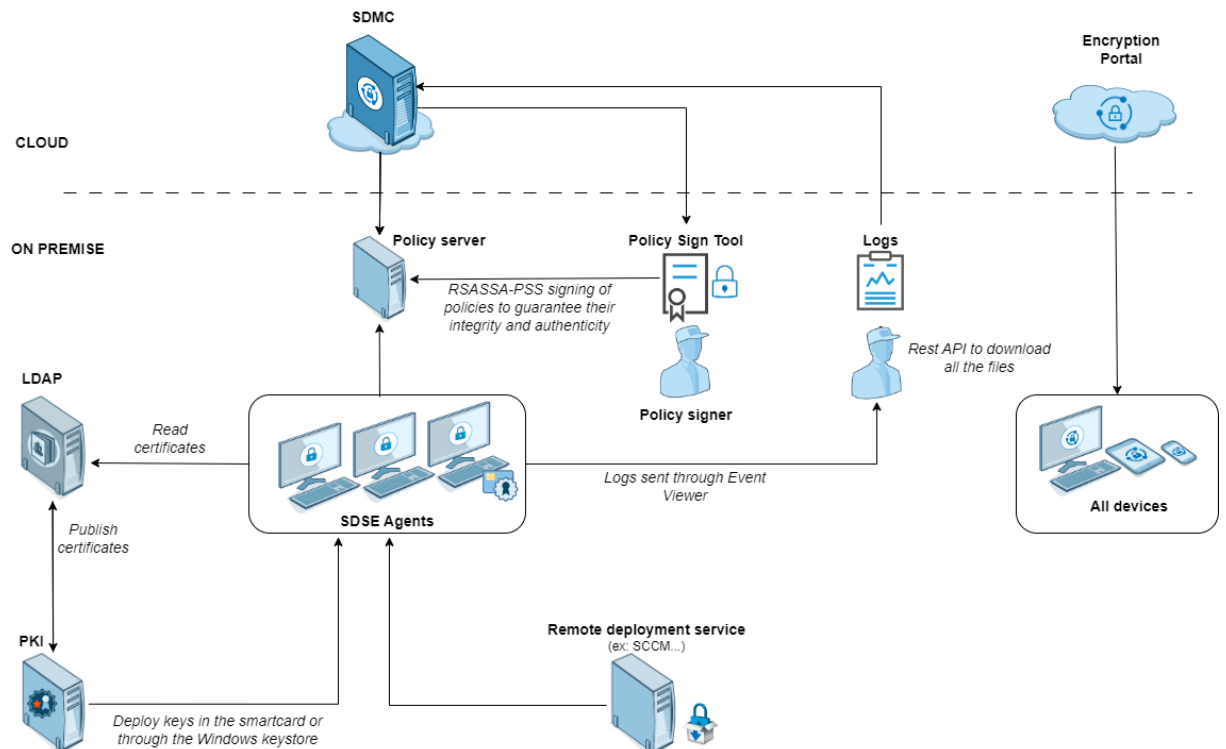 SDMC
Encryption
Portal
CLOUD
ON PREMISE
Policy server
Policy Sign Tool
Logs
RSASSA-PSS signing of
policies to guarantee their
integrity and authenticity
Rest API to download
all the files
LDAP
Policy signer
Read
certificates
Logs sent through Event
Viewer
SDSE Agents
All devices
Publish
certificates
PKI
Remote deployment service
(ex: SCCM...)
Deploy keys in the smartcard or
through the Windows keystore